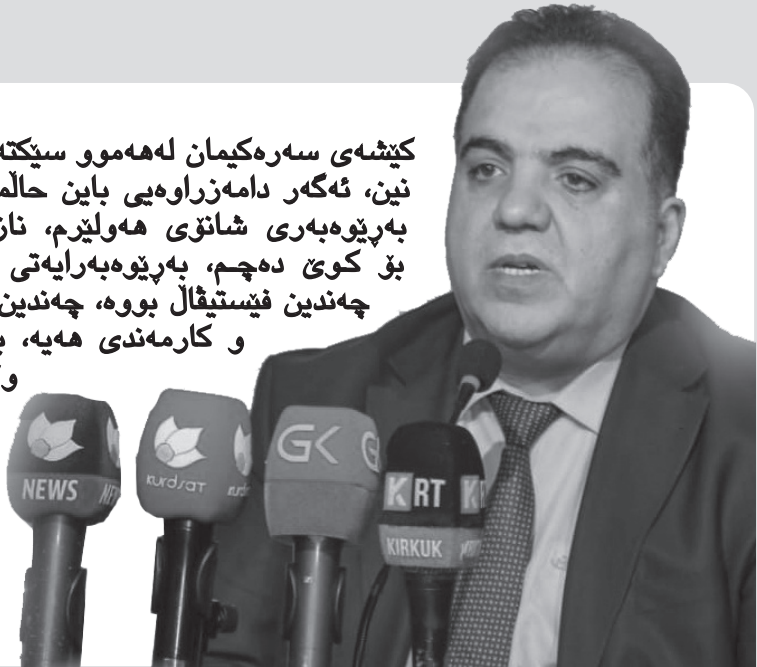 کێشەی سەرەکیمان لەهەموو سێکتە
نین، ئەگەر دامەزراوەیی باین حاڵم
بەڕێوەبەری شانۆی هەولێرم، ناز
بۆ کوێ دەچم، بەڕێوەبەرایەتی
چەندین فێستیڤاڵ بووە، چەندین
و کارمەندی هەیە، ب
و
NEWS
kurdsat
GK
KRT
KIRKUK